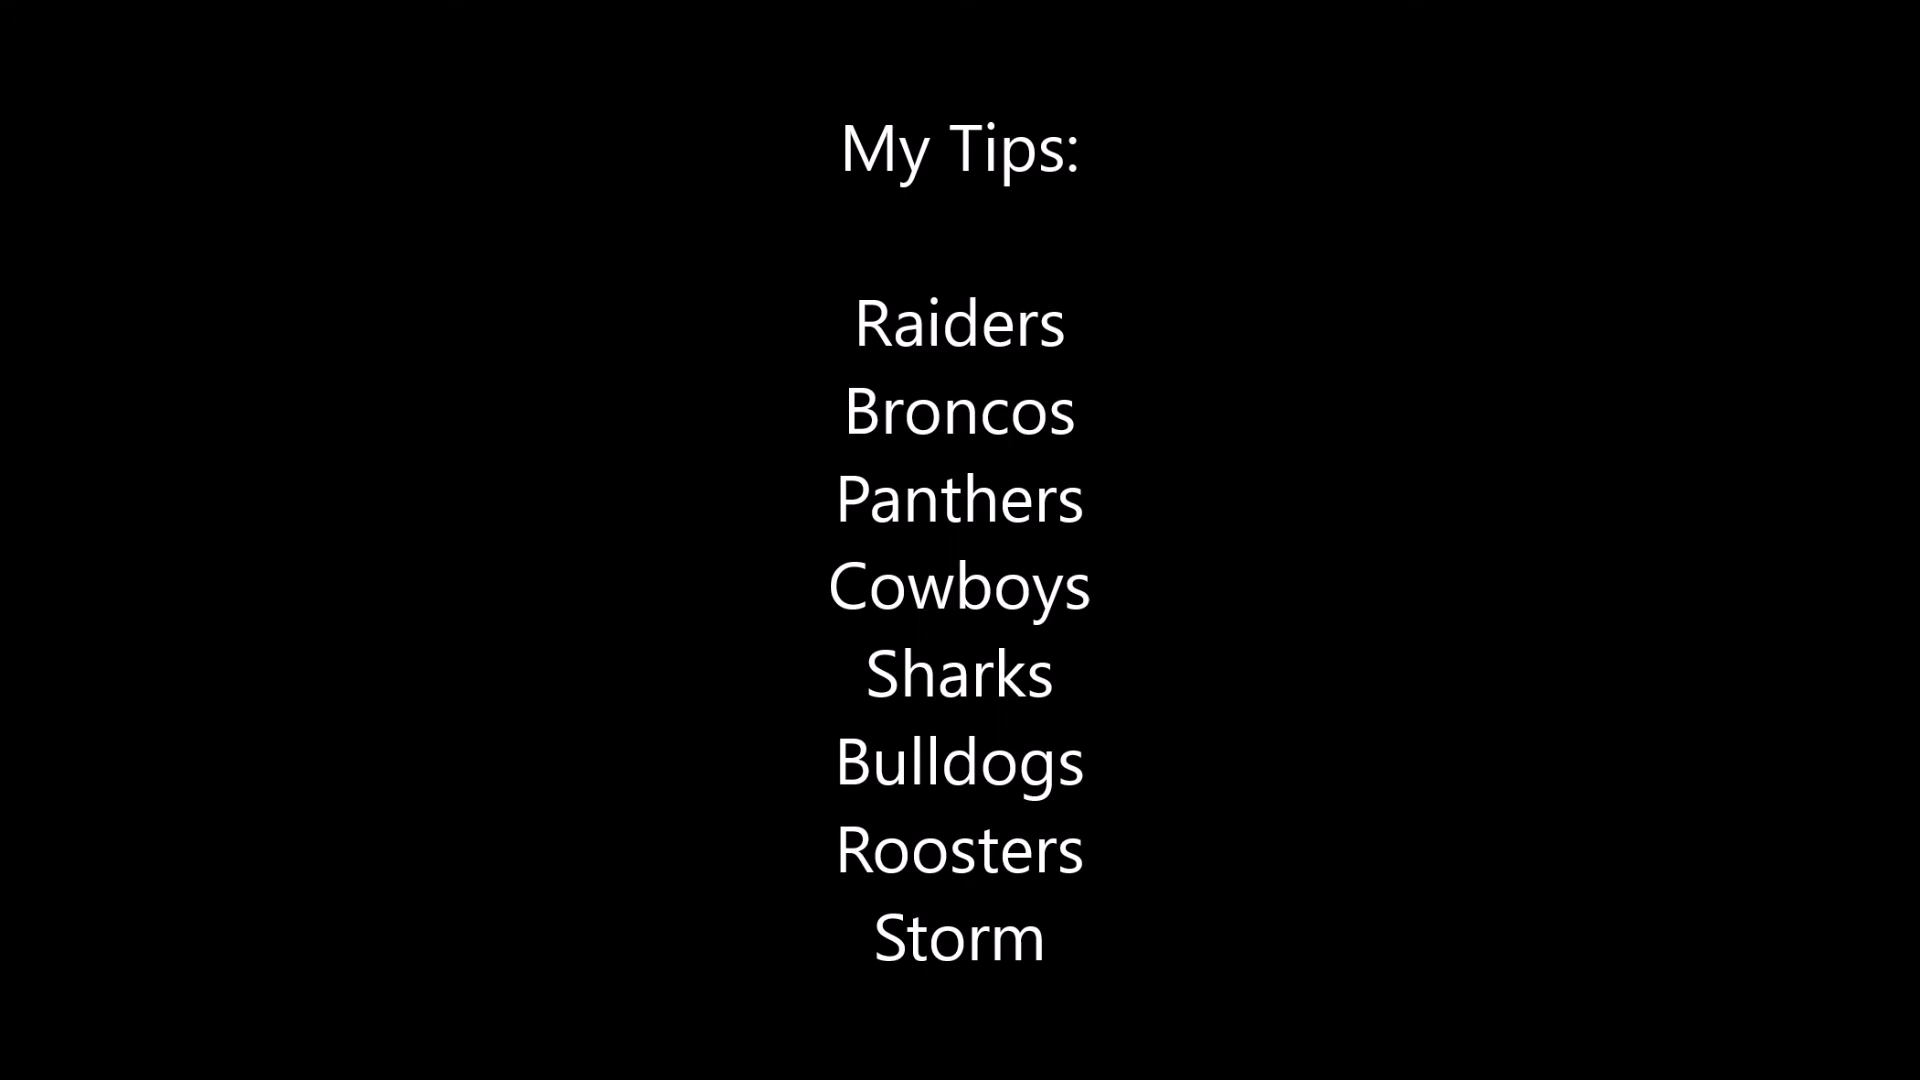 My Tips:
Raiders
Broncos
Panthers
Cowboys
Sharks
Bulldogs
Roosters
Storm